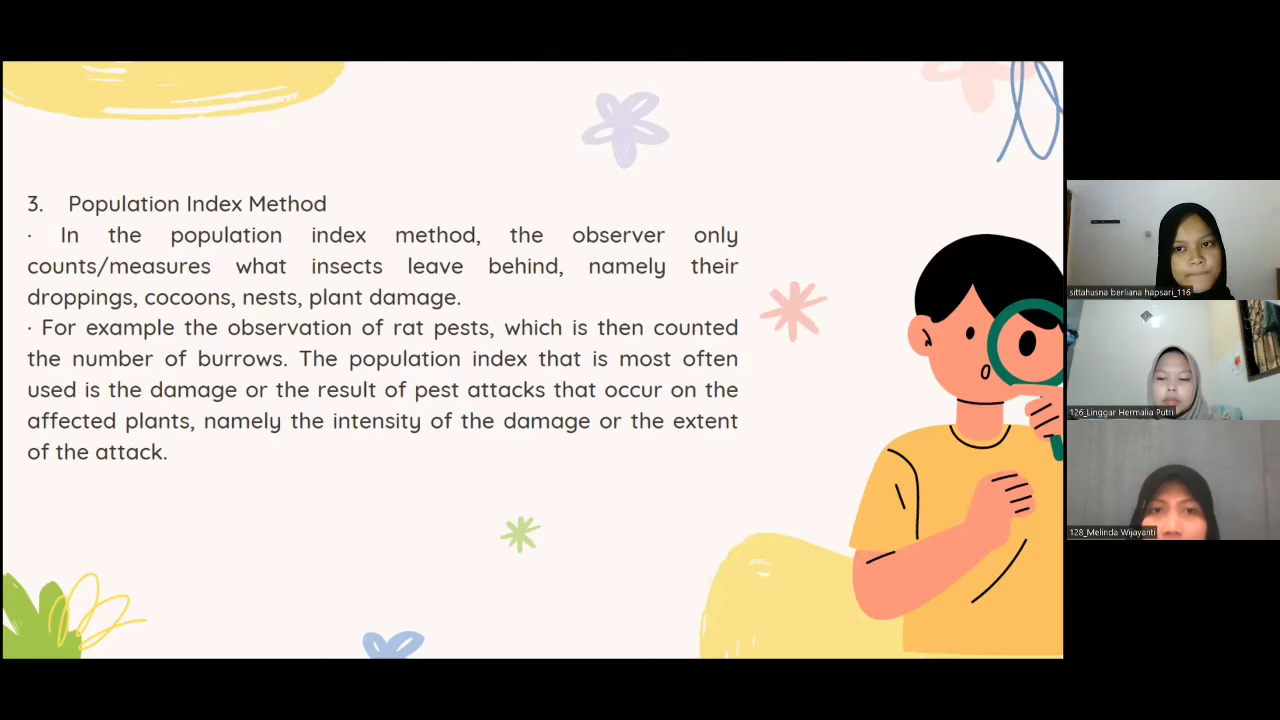 3. Population Index Method
· In the population index method, the observer only
counts/measures what insects leave behind, namely their
droppings, cocoons, nests, plant damage.
· For example the observation of rat pests, which is then counted
the number of burrows. The population index that is most often
used is the damage or the result of pest attacks that occur on the
affected plants, namely the intensity of the damage or the extent
of the attack.
sittahusna berliana hapsari_116
126_Linggar Hermalia Putri
128_Melinda Wijayanti